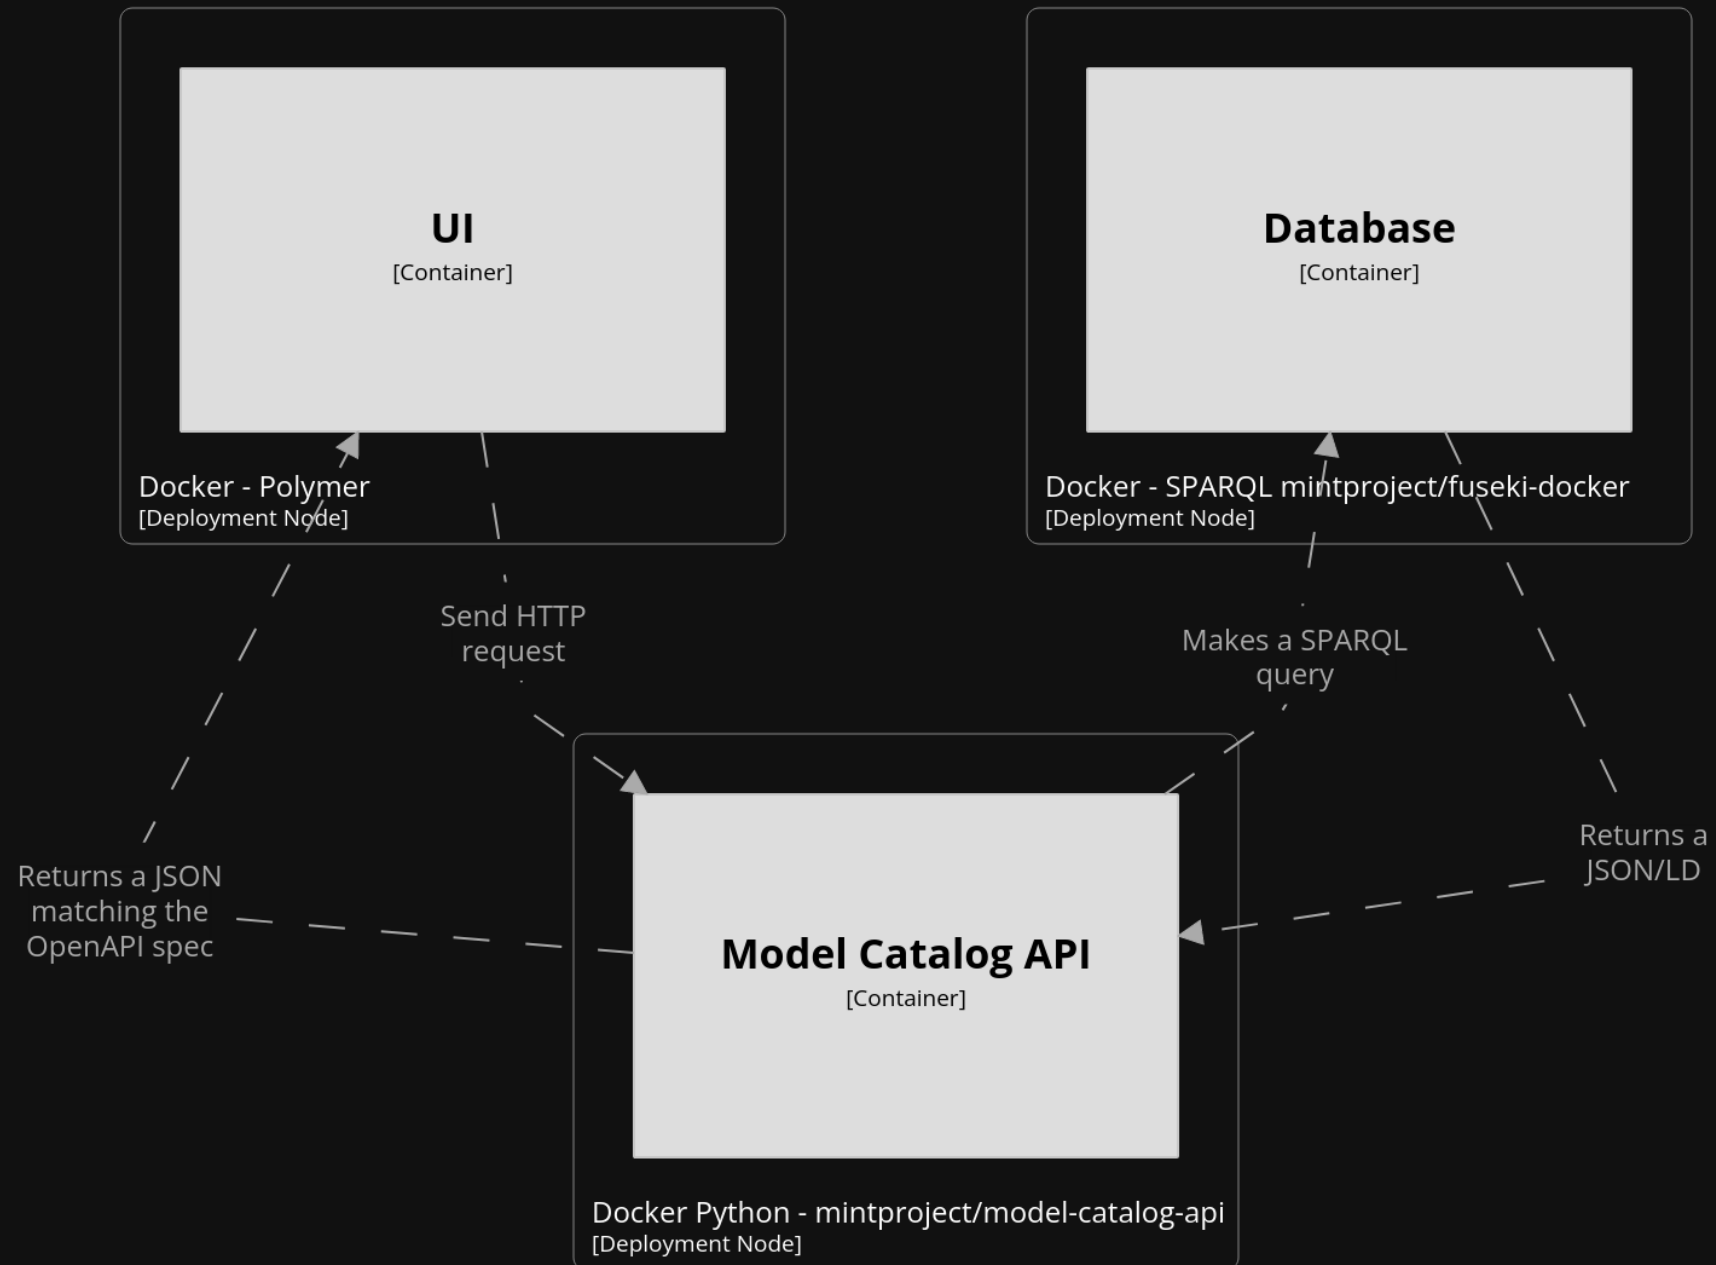 UI
[Container]
Docker - Polymer
[Deployment Node]
Database
[Container]
Docker - SPARQL mintproject/fuseki-docker
[Deployment Node]
Send HTTP
request
Makes a SPARQL
query
Returns a JSON
matching the
OpenAPI spec
Returns a
JSON/LD
Model Catalog API
[Container]
Docker Python - mintproject/model-catalog-api
[Deployment Node]